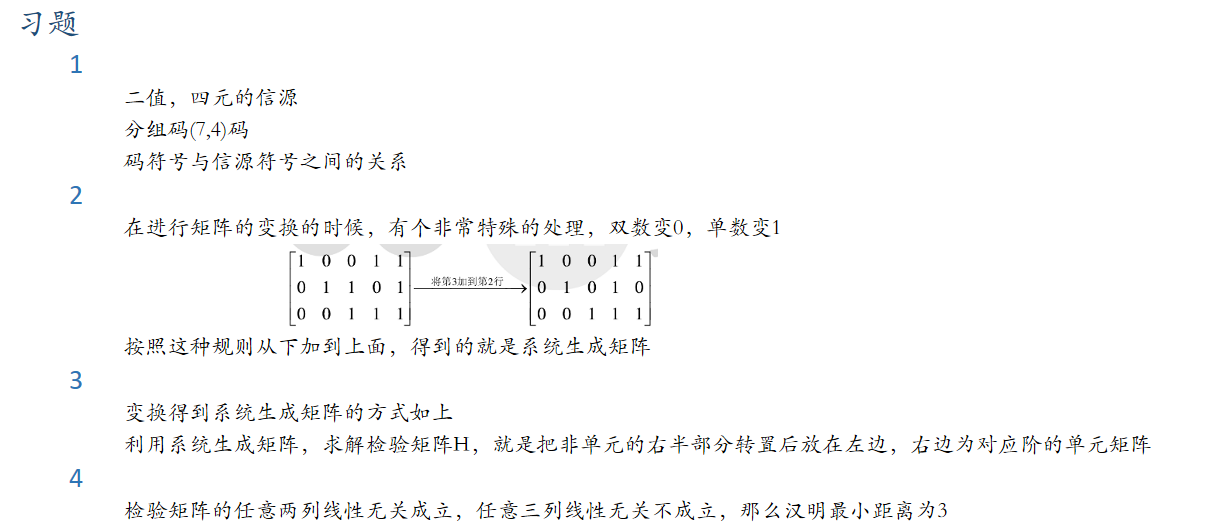 习题
1
二值，四元的信源
分组码(7,4)码
码符号与信源符号之间的关系
2
在进行矩阵的变换的时候，有个非常特殊的处理，双数变0，单数变1
1 0 0 1 1 1 0 0 1 1
0 1 1 0 1 将第3加到第2行 0 1 0 1 0
0 0 1 1 1 0 0 1 1 1
按照这种规则从下加到上面，得到的就是系统生成矩阵
3
变换得到系统生成矩阵的方式如上
利用系统生成矩阵，求解检验矩阵H，就是把非单元的右半部分转置后放在左边，右边为对应阶的单元矩阵
4
检验矩阵的任意两列线性无关成立，任意三列线性无关不成立，那么汉明最小距离为3